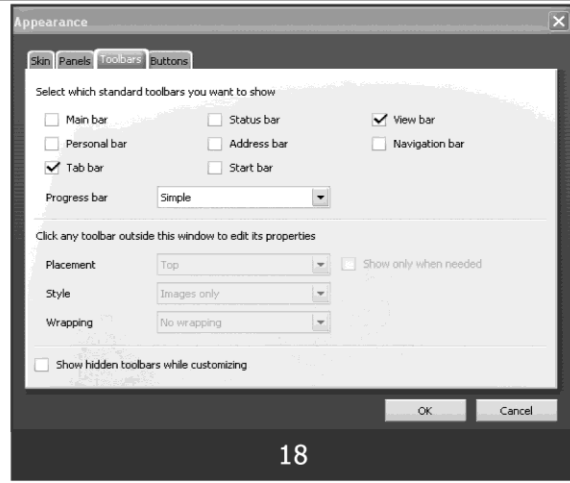 Appearance
Skin Panels Toolbars Buttons
Select which standard toolbars you want to show
Main bar Status bar View bar
Personal bar Address bar Navigation bar
Tab bar Start bar
Progress bar Simple
Click any toolbar outside this window to edit its properties
Placement Top Show only when needed
Style Images only
Wrapping No wrapping
Show hidden toolbars while customizing
OK Cancel
18